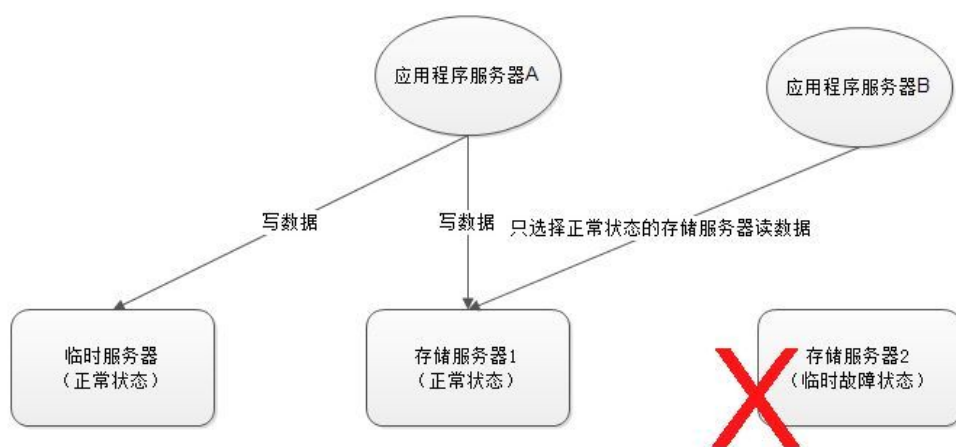 应用程序服务器A
应用程序服务器B
写数据
写数据
只选择正常状态的存储服务器读数据
临时服务器
（正常状态）
存储服务器1
（正常状态）
存储服务器2
（临时故障状态）